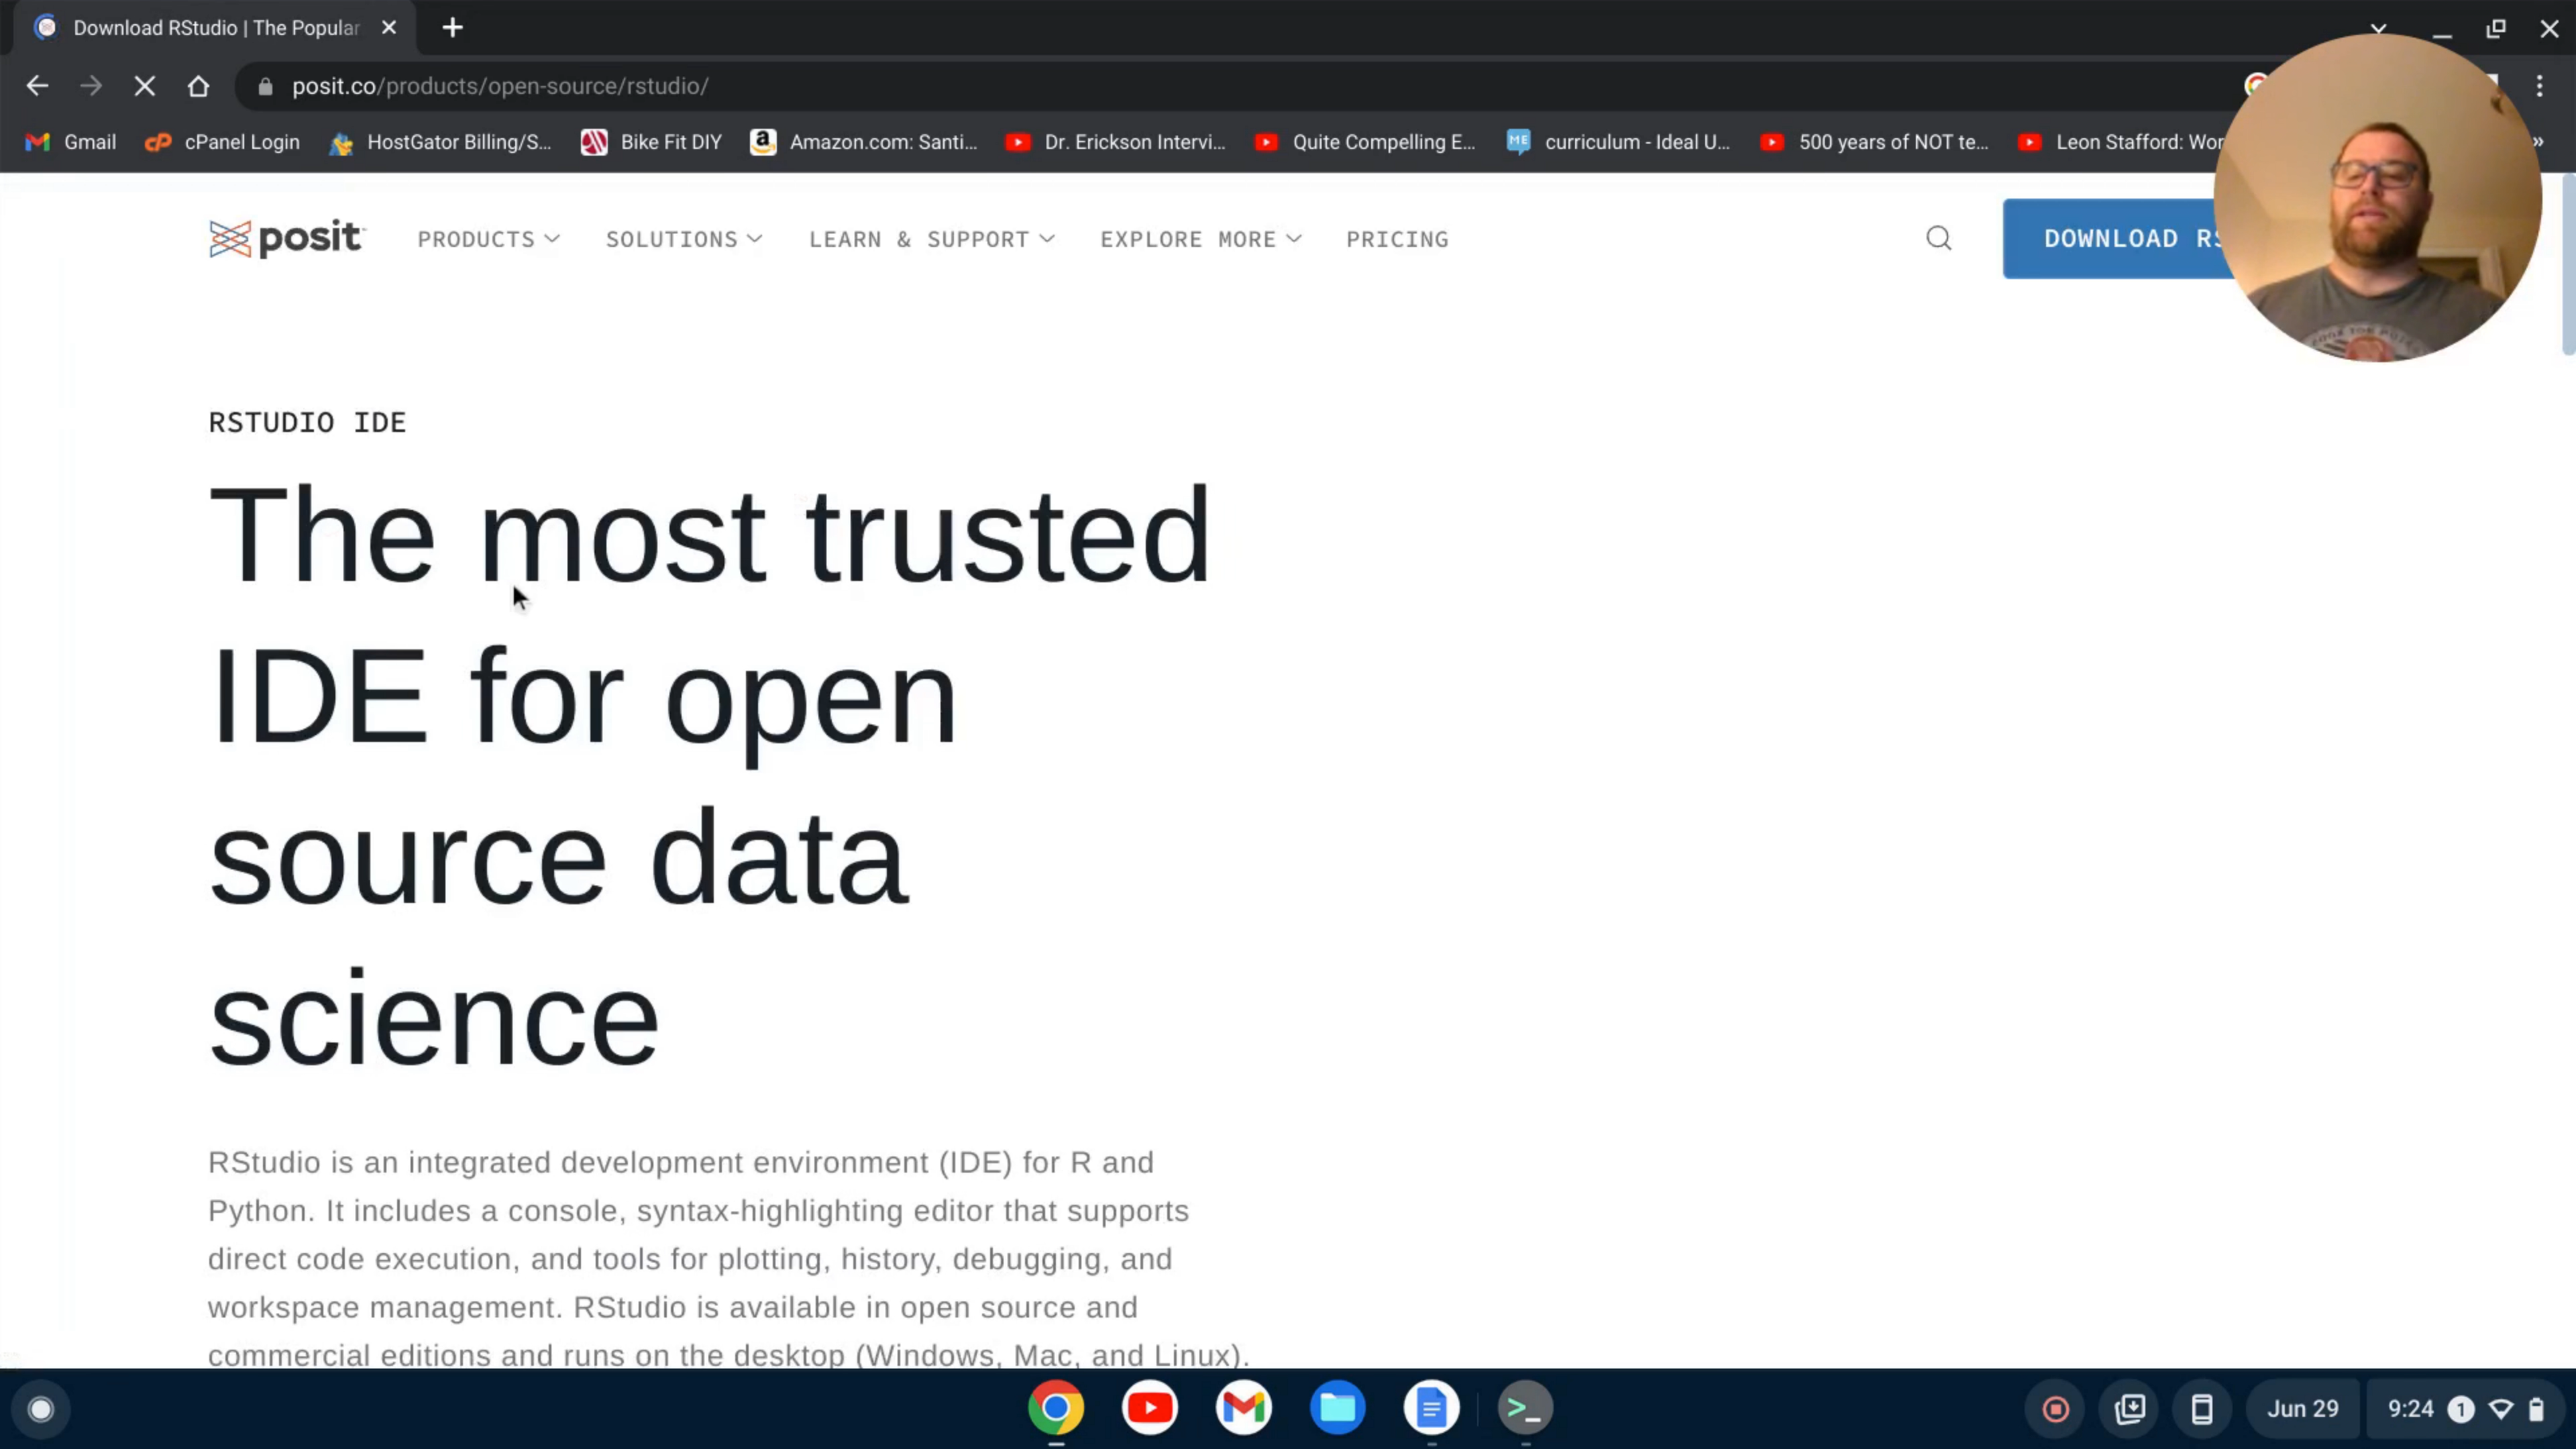 Download RStudio | The Popular
posit.co/products/open-source/rstudio/
Gmail
cPanel Login
HostGator Billing/S...
Bike Fit DIY
Amazon.com: Santi...
Dr. Erickson Intervi...
Quite Compelling E...
ME
curriculum - Ideal U...
500 years of NOT te...
Leon Stafford: Wor
posit
PRODUCTS
SOLUTIONS
LEARN & SUPPORT
EXPLORE MORE
PRICING
DOWNLOAD RS
RSTUDIO IDE
The most trusted
IDE for open
source data
science
RStudio is an integrated development environment (IDE) for R and
Python. It includes a console, syntax-highlighting editor that supports
direct code execution, and tools for plotting, history, debugging, and
workspace management. RStudio is available in open source and
commercial editions and runs on the desktop (Windows, Mac, and Linux).
Jun 29
9:24
1